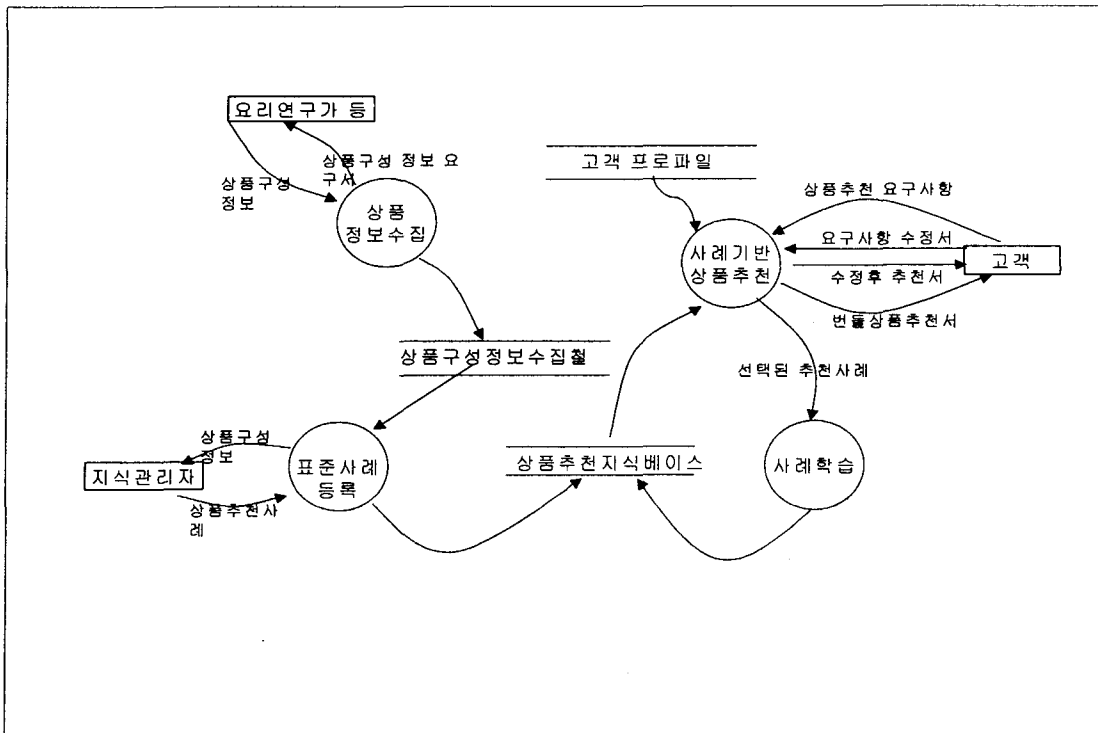 요리연구가 등
상품구성 정보 요
구서
상품구성
정보
상품
정보수집
고객 프로파일
상품추천 요구사항
요구사항 수정서
사례기반
상품추천
고객
수정후 추천서
번들상품추천서
상품구성정보수집철
선택된 추천사례
상품구성
정보
지식관리자
표준사례
등록
상품추천사
례
상품추천지식베이스
사례학습